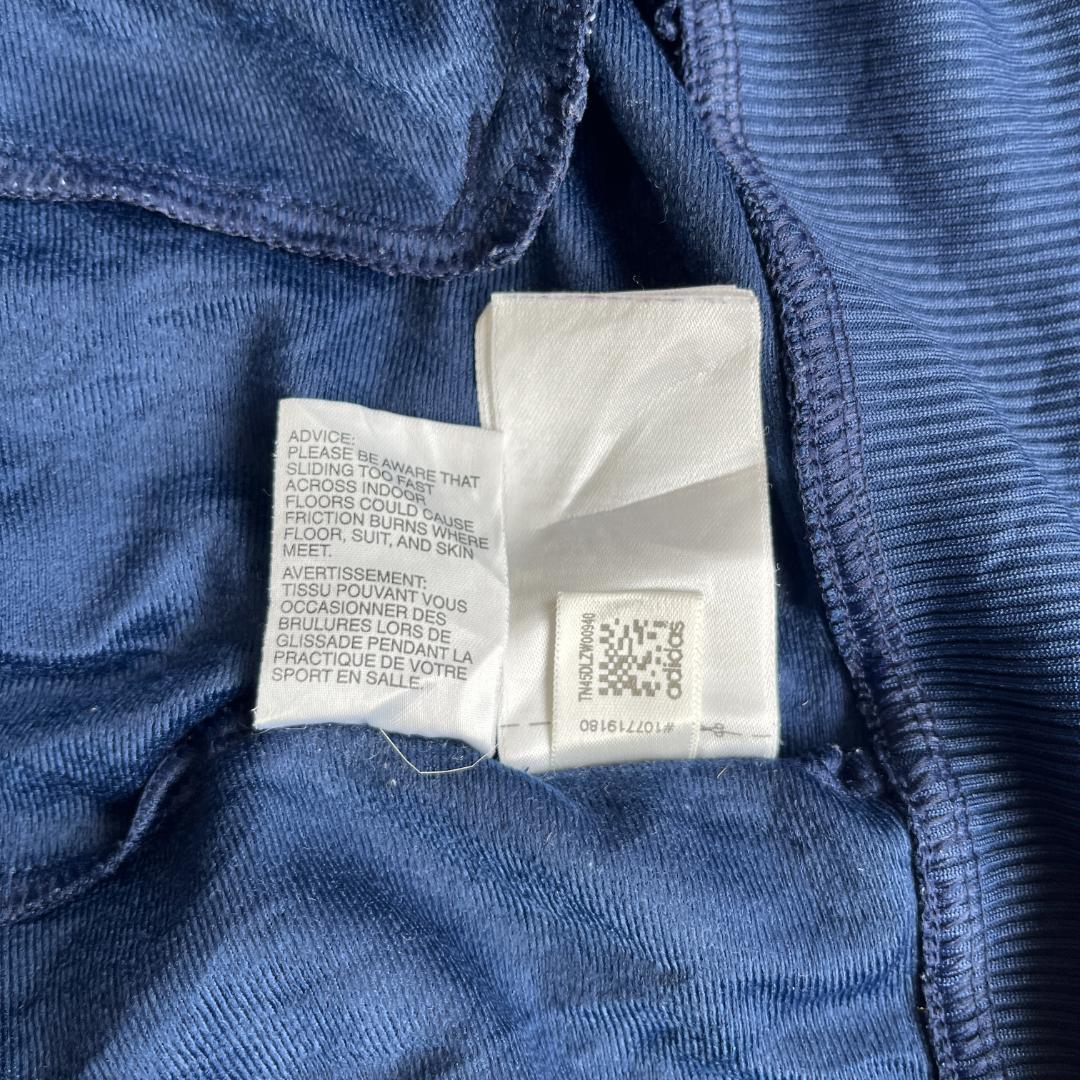 ADVICE:
PLEASE BE AWARE THAT
SLIDING TOO FAST
ACROSS INDOOR
FLOORS COULD CAUSE
FRICTION BURNS WHERE
FLOOR, SUIT, AND SKIN
MEET.
AVERTISSEMENT:
TISSU POUVANT VOUS
OCCASIONNER DES
BRULURES LORS DE
GLISSADE PENDANT LA
PRACTIQUE DE VOTRE
SPORT EN SALLE.
TN45DLZW00940
adidas
#107719180